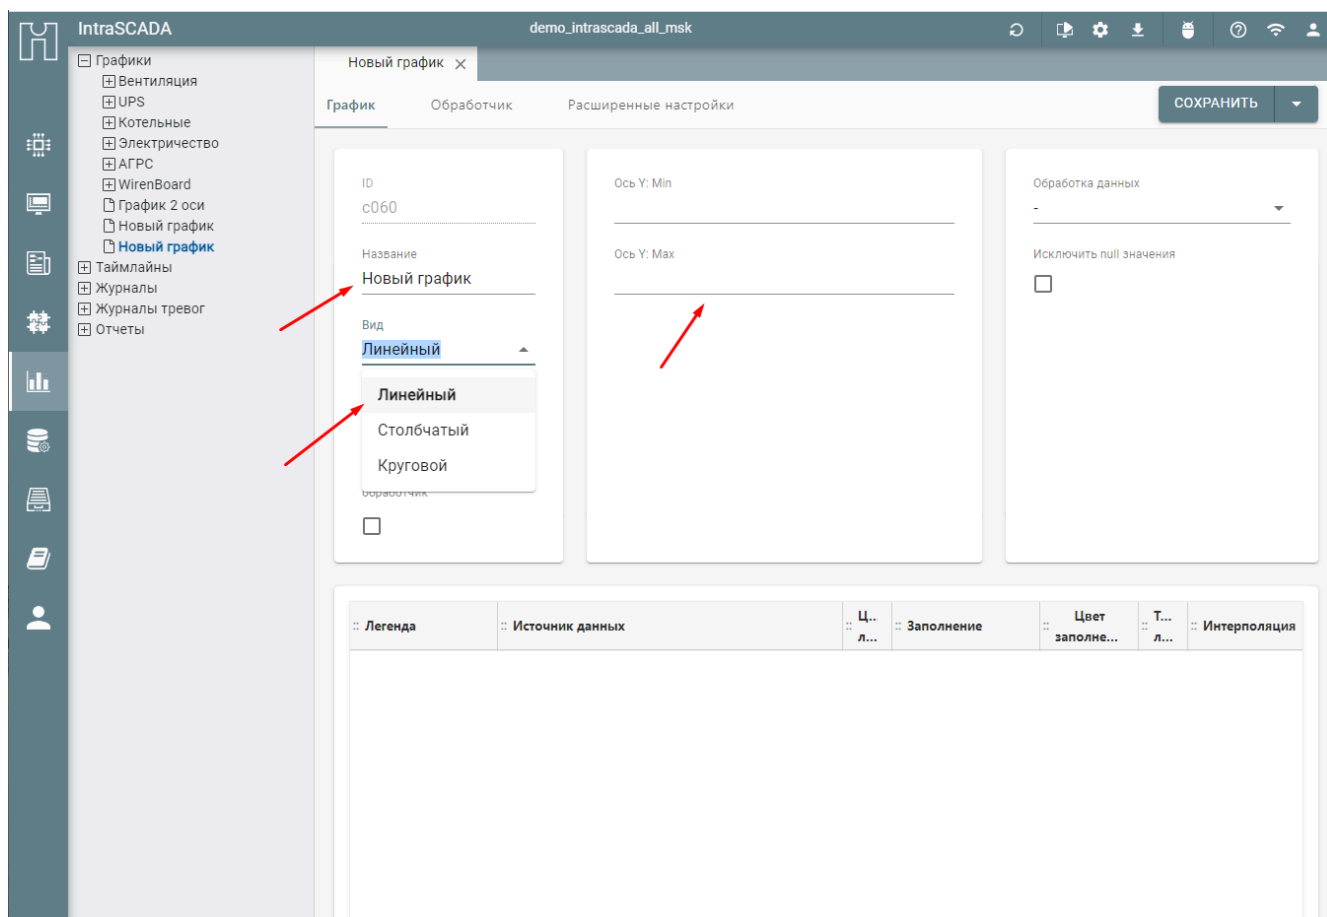 IntraSCADA
demo_intrascada_all_msk
Графики
Вентиляция
UPS
Котельные
Электричество
АГРС
WirenBoard
График 2 оси
Новый график
Новый график
Таймлайны
Журналы
Журналы тревог
Отчеты
Новый график
График
Обработчик
Расширенные настройки
СОХРАНИТЬ
ID
c060
Название
Новый график
Вид
Линейный
Линейный
Столбчатый
Круговой
Обработчик
Ось Y: Min
Ось Y: Max
Обработка данных
-
Исключить null значения
Легенда
Источник данных
Ц...
л...
Заполнение
Цвет
заполне...
Т...
л...
Интерполяция